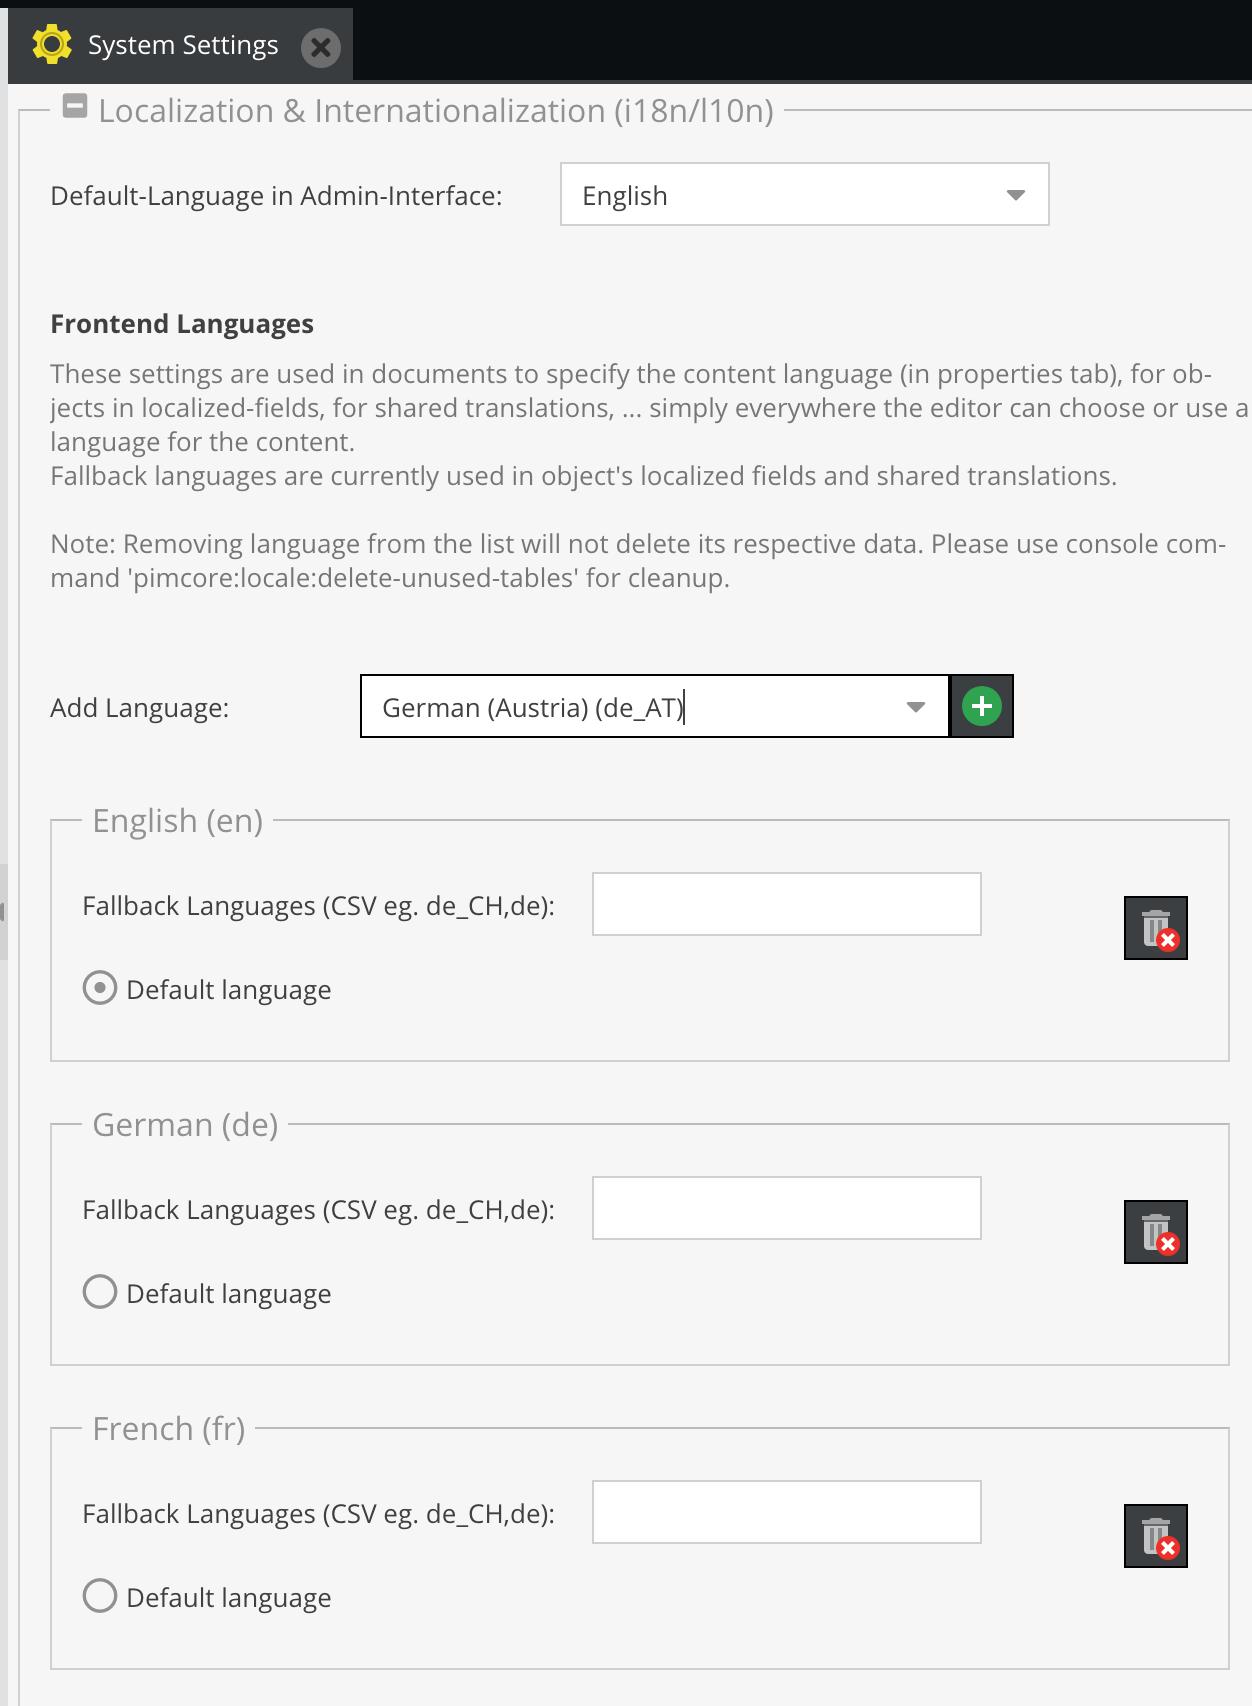 System Settings
Localization & Internationalization (i18n/l10n)
Default-Language in Admin-Interface:
English
Frontend Languages
These settings are used in documents to specify the content language (in properties tab), for ob-
jects in localized-fields, for shared translations, ... simply everywhere the editor can choose or use a
language for the content.
Fallback languages are currently used in object's localized fields and shared translations.
Note: Removing language from the list will not delete its respective data. Please use console com-
mand 'pimcore:locale:delete-unused-tables' for cleanup.
Add Language:
German (Austria) (de_AT)
English (en)
Fallback Languages (CSV eg. de_CH,de):
Default language
German (de)
Fallback Languages (CSV eg. de_CH,de):
Default language
French (fr)
Fallback Languages (CSV eg. de_CH,de):
Default language